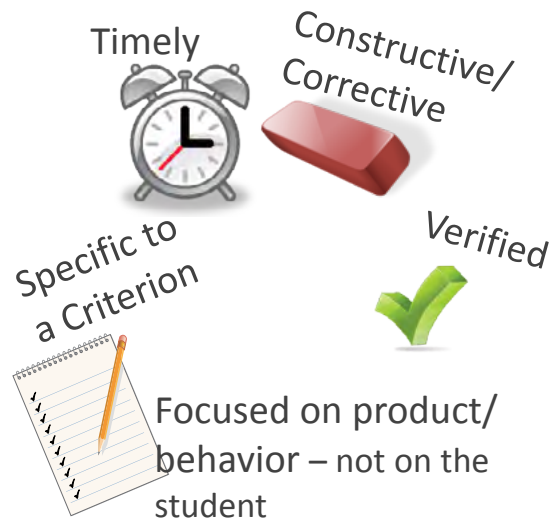 Timely
Constructive/
Corrective
Verified
Specific to
a Criterion
Focused on product/
behavior – not on the
student